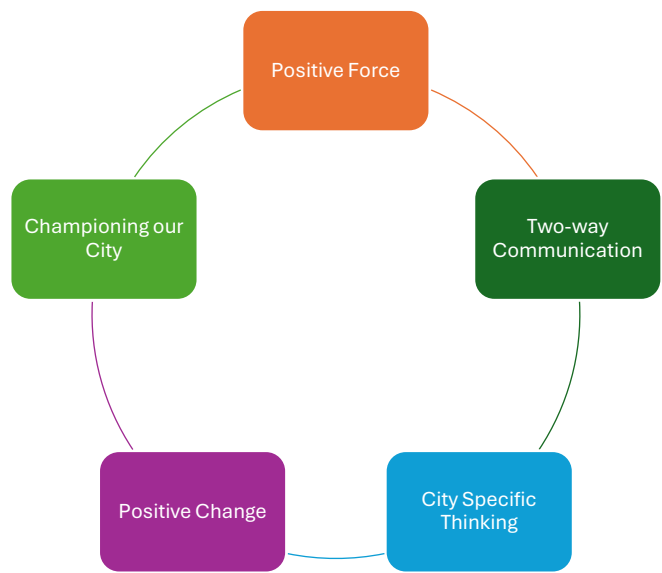 Positive Force
Two-way
Communication
City Specific
Thinking
Positive Change
Championing our
City